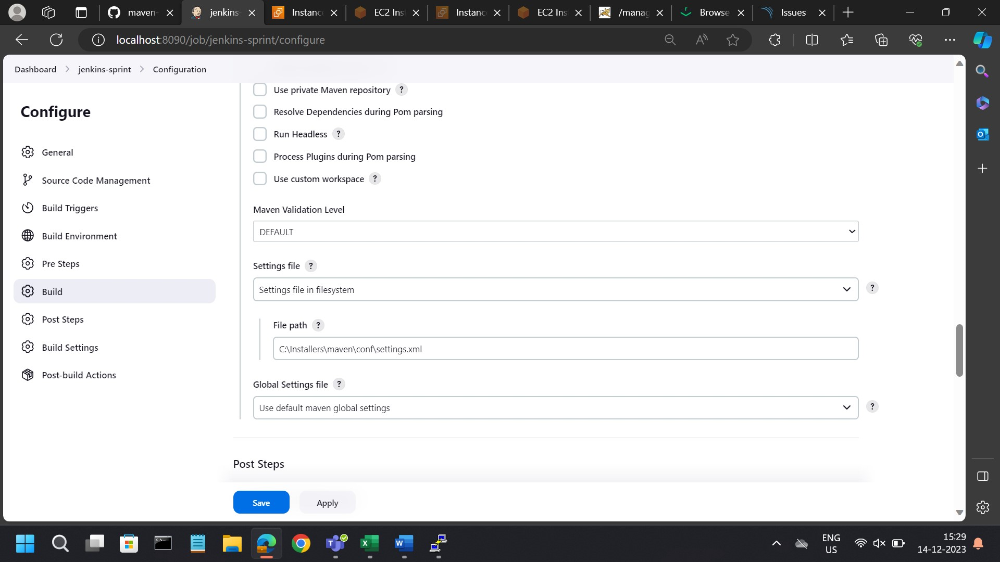 maven-
jenkins-
Instanc
EC2 Ins
Instanc
EC2 Ins
/manag
Browse
Issues
localhost:8090/job/jenkins-sprint/configure
Dashboard > jenkins-sprint > Configuration
Configure
General
Source Code Management
Build Triggers
Build Environment
Pre Steps
Build
Post Steps
Build Settings
Post-build Actions
Use private Maven repository ?
Resolve Dependencies during Pom parsing
Run Headless ?
Process Plugins during Pom parsing
Use custom workspace ?
Maven Validation Level
DEFAULT
Settings file ?
Settings file in filesystem
?
File path ?
C:\Installers\maven\conf\settings.xml
Global Settings file ?
Use default maven global settings
?
Post Steps
Save
Apply
ENG
US
15:29
14-12-2023